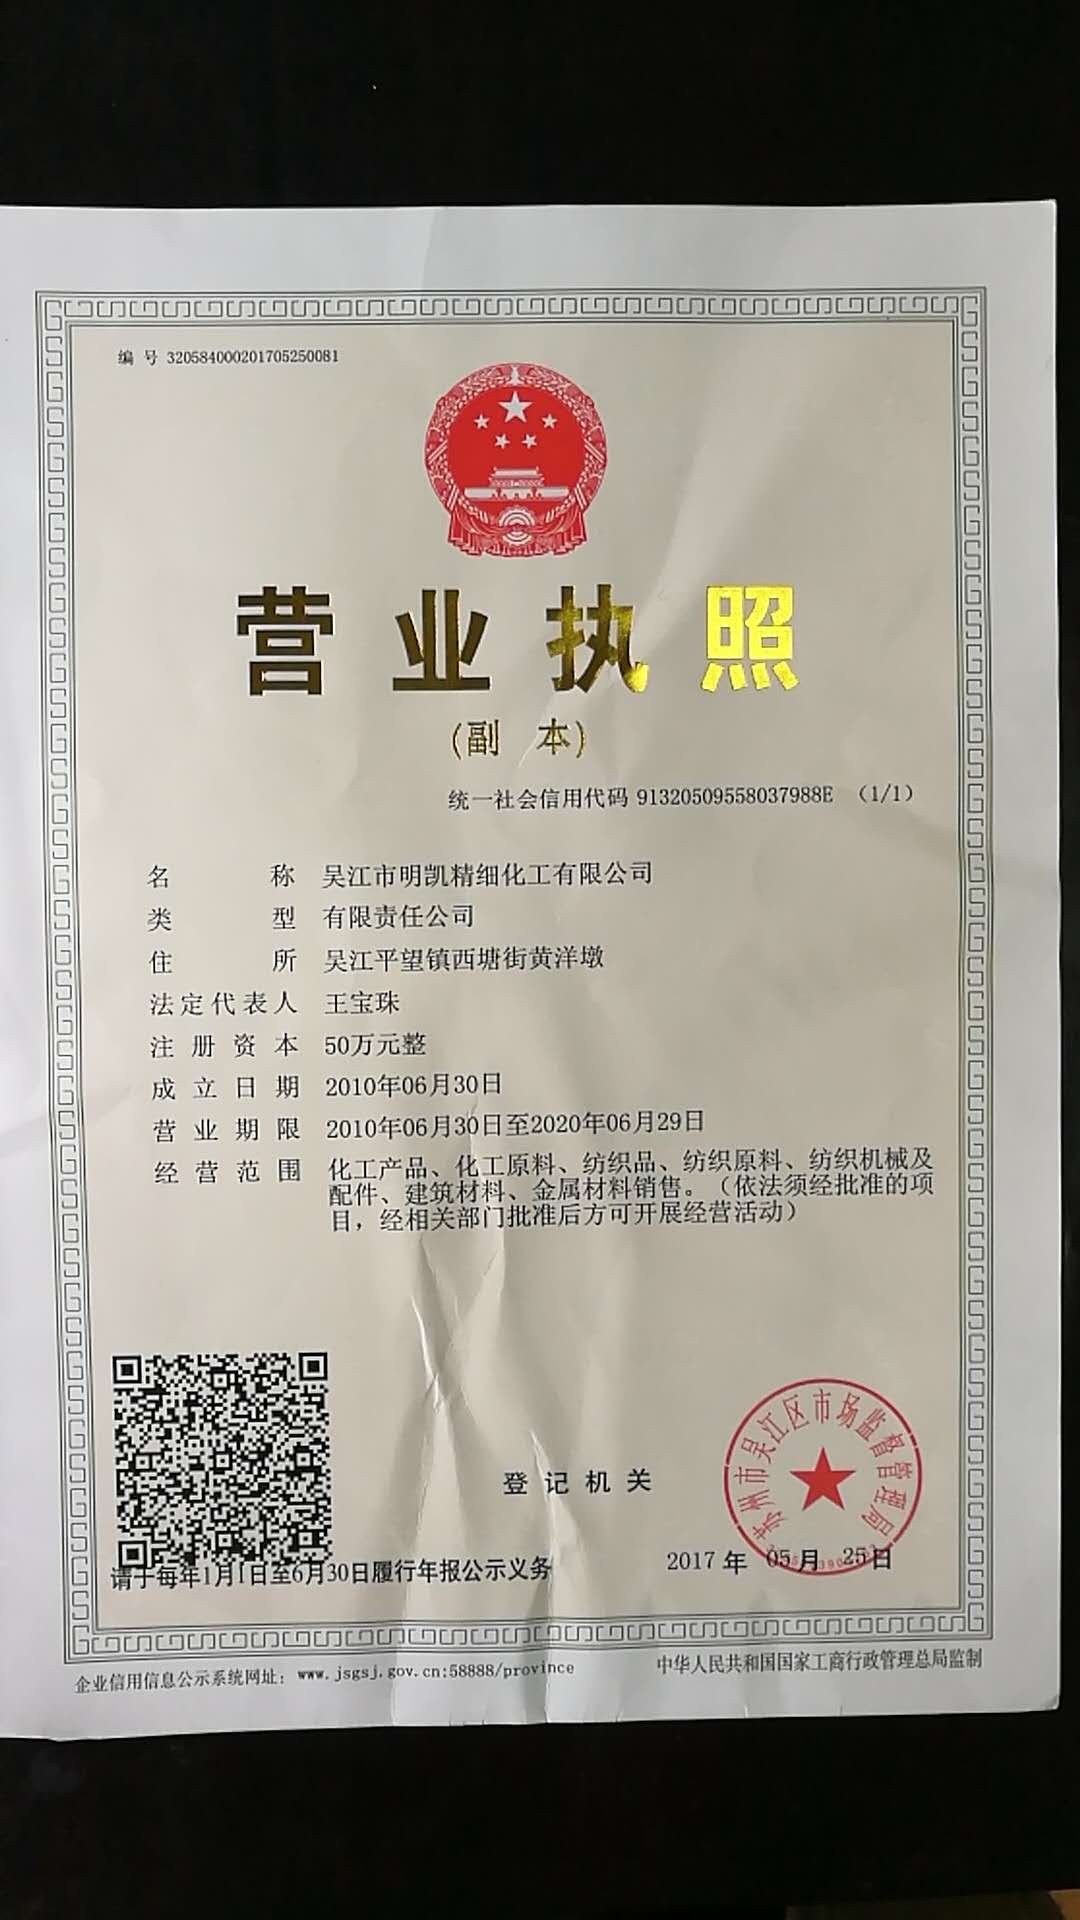 编 号 320584000201705250081
营业执照
(副 本)
统一社会信用代码 91320509558037988E (1/1)
名 称 吴江市明凯精细化工有限公司
类 型 有限责任公司
住 所 吴江平望镇西塘街黄洋墩
法定代表人 王宝珠
注册资本 50万元整
成立日期 2010年06月30日
营业期限 2010年06月30日至2020年06月29日
经营范围 化工产品、化工原料、纺织品、纺织原料、纺织机械及
配件、建筑材料、金属材料销售。（依法须经批准的项
目，经相关部门批准后方可开展经营活动）
苏州市吴江区市场监督管理局
登记机关
2017年 05月 25日
请于每年1月1日至6月30日履行年报公示义务
企业信用信息公示系统网址：www.jsgsj.gov.cn:58888/province
中华人民共和国国家工商行政管理总局监制